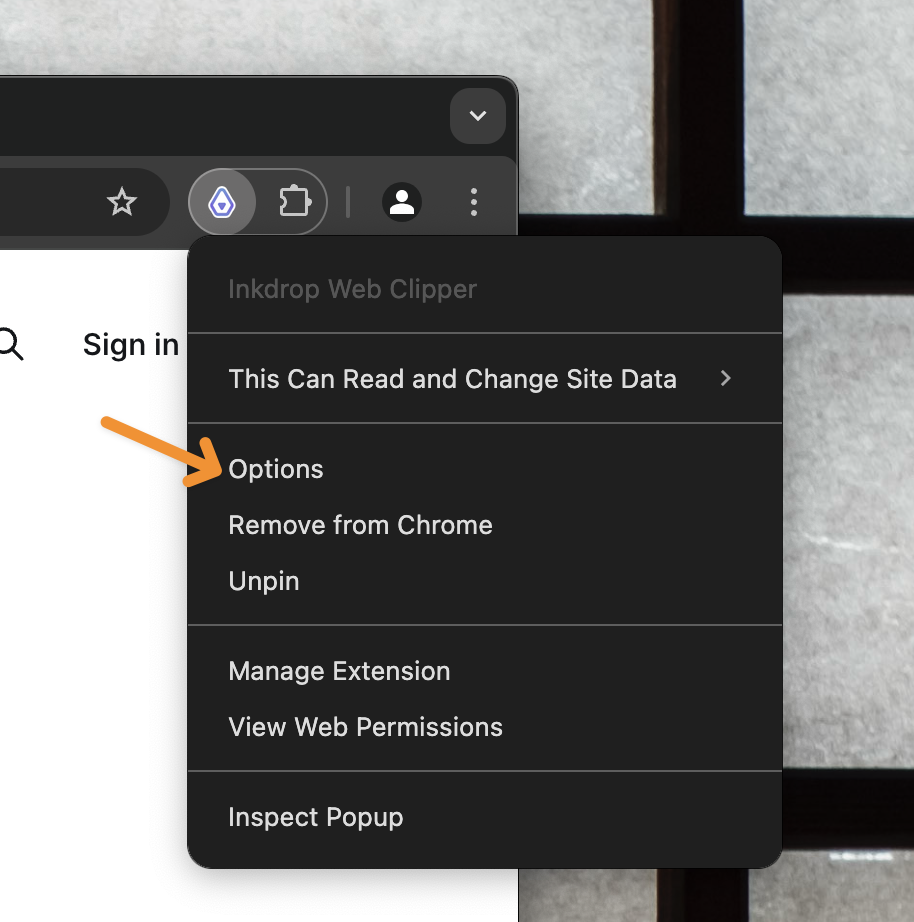 Sign in
Inkdrop Web Clipper
This Can Read and Change Site Data
Options
Remove from Chrome
Unpin
Manage Extension
View Web Permissions
Inspect Popup